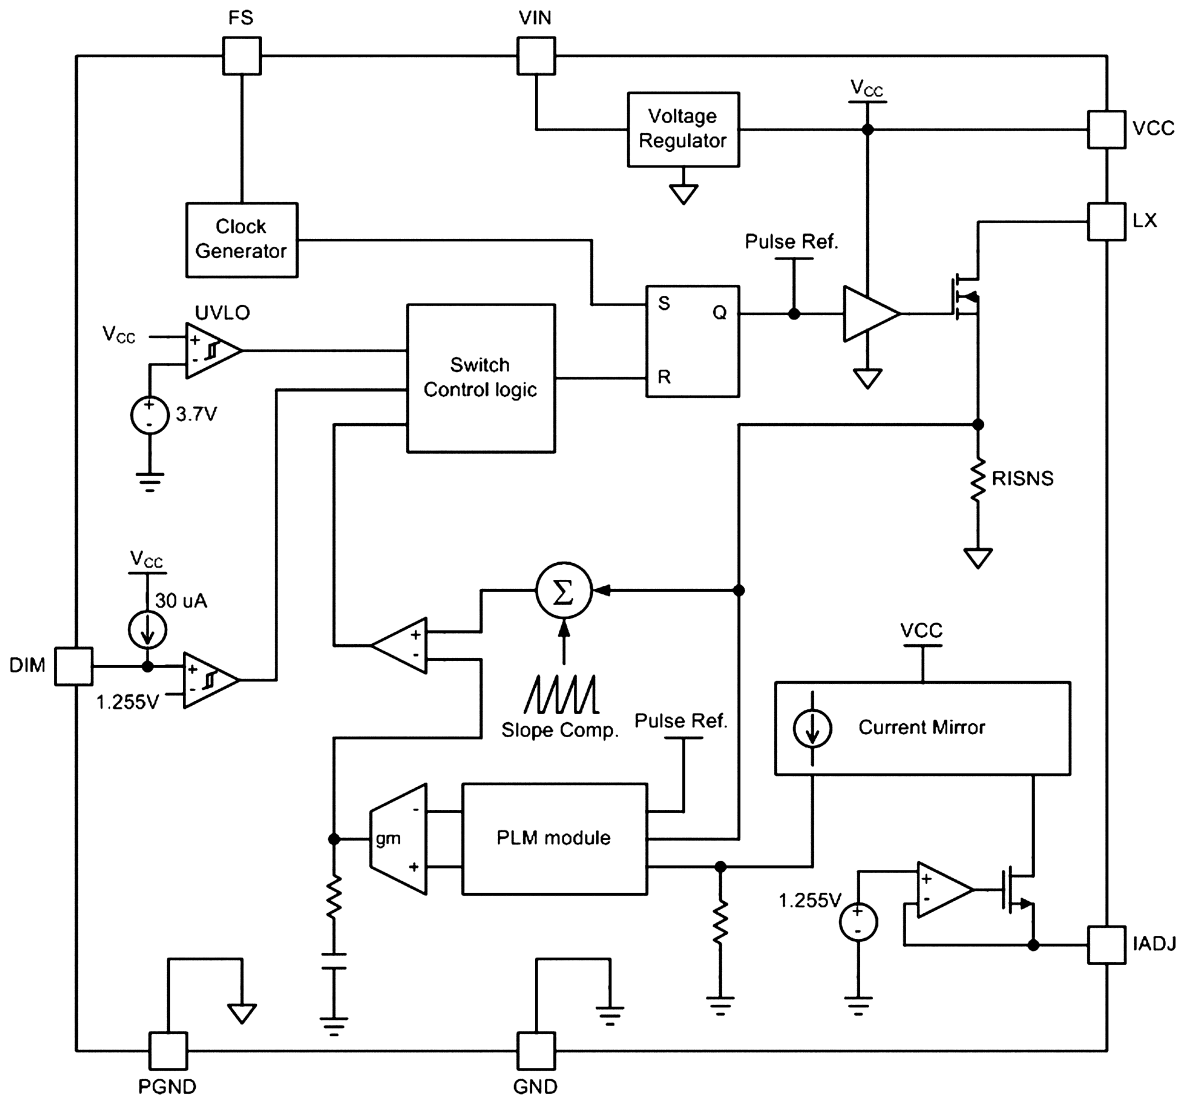 FS
VIN
Voltage
Regulator
VCC
VCC
LX
Clock
Generator
Pulse Ref.
S
Q
R
UVLO
VCC
+
-
+
-
3.7V
Switch
Control logic
RISNS
VCC
30 uA
DIM
+
-
1.255V
Σ
+
-
Slope Comp.
Pulse Ref.
VCC
Current Mirror
gm
-
+
PLM module
1.255V
+
-
+
-
IADJ
PGND
GND